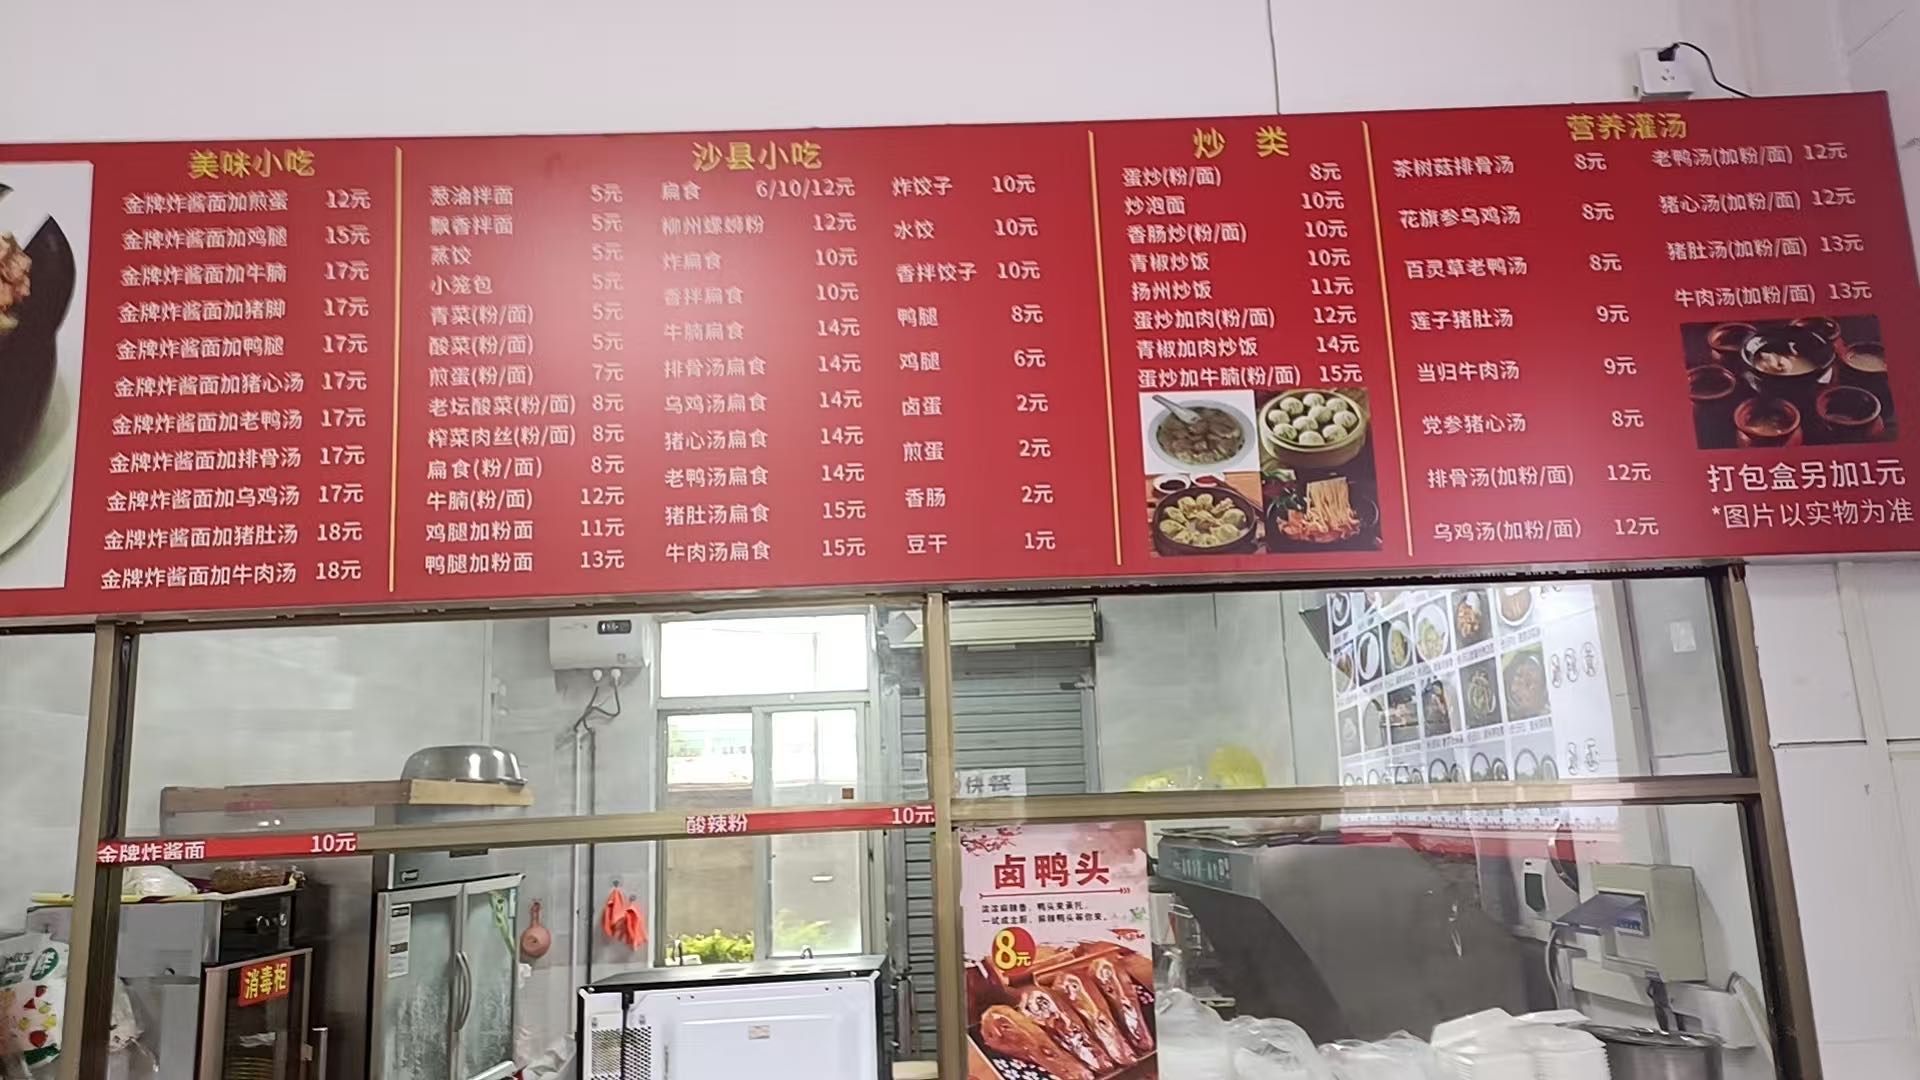 美味小吃
金牌炸酱面加煎蛋 12元
金牌炸酱面加鸡腿 15元
金牌炸酱面加牛腩 17元
金牌炸酱面加猪脚 17元
金牌炸酱面加鸭腿 17元
金牌炸酱面加猪心汤 17元
金牌炸酱面加老鸭汤 17元
金牌炸酱面加排骨汤 17元
金牌炸酱面加乌鸡汤 17元
金牌炸酱面加猪肚汤 18元
金牌炸酱面加牛肉汤 18元
沙县小吃
葱油拌面 5元
飘香拌面 5元
蒸饺 5元
小笼包 5元
青菜(粉/面) 5元
酸菜(粉/面) 5元
煎蛋(粉/面) 7元
老坛酸菜(粉/面) 8元
榨菜肉丝(粉/面) 8元
扁食(粉/面) 8元
牛腩(粉/面) 12元
鸡腿加粉面 11元
鸭腿加粉面 13元
扁食 6/10/12元
柳州螺蛳粉 12元
炸扁食 10元
香拌扁食 10元
牛腩扁食 14元
排骨汤扁食 14元
乌鸡汤扁食 14元
猪心汤扁食 14元
老鸭汤扁食 14元
猪肚汤扁食 15元
牛肉汤扁食 15元
炸饺子 10元
水饺 10元
香拌饺子 10元
鸭腿 8元
鸡腿 6元
卤蛋 2元
煎蛋 2元
香肠 2元
豆干 1元
炒 类
蛋炒(粉/面) 8元
炒泡面 10元
香肠炒(粉/面) 10元
青椒炒饭 10元
扬州炒饭 11元
蛋炒加肉(粉/面) 12元
青椒加肉炒饭 14元
蛋炒加牛腩(粉/面) 15元
营养灌汤
茶树菇排骨汤 8元
花旗参乌鸡汤 8元
百灵草老鸭汤 8元
莲子猪肚汤 9元
当归牛肉汤 9元
党参猪心汤 8元
排骨汤(加粉/面) 12元
乌鸡汤(加粉/面) 12元
老鸭汤(加粉/面) 12元
猪心汤(加粉/面) 12元
猪肚汤(加粉/面) 13元
牛肉汤(加粉/面) 13元
打包盒另加1元
*图片以实物为准
快餐
金牌炸酱面 10元
酸辣粉 10元
卤鸭头
浓浓麻辣香，鸭头来承托，
一试成主厨，麻辣鸭头等你来。
8元
消毒柜